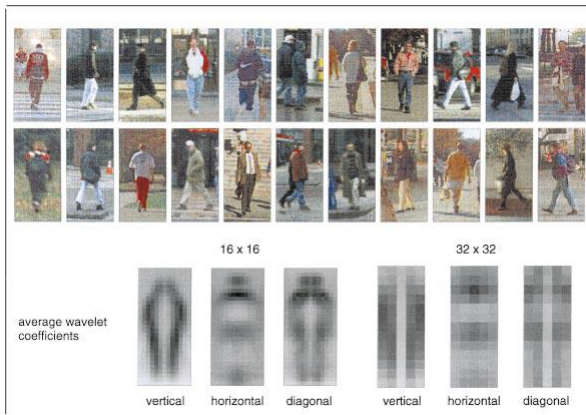 16 x 16
32 x 32
average wavelet
coefficients
vertical
horizontal
diagonal
vertical
horizontal
diagonal